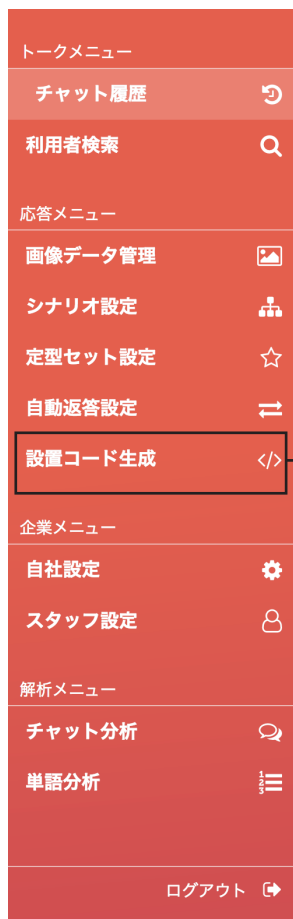 トークメニュー
チャット履歴
利用者検索
応答メニュー
画像データ管理
シナリオ設定
定型セット設定
自動返答設定
設置コード生成
企業メニュー
自社設定
スタッフ設定
解析メニュー
チャット分析
単語分析
ログアウト